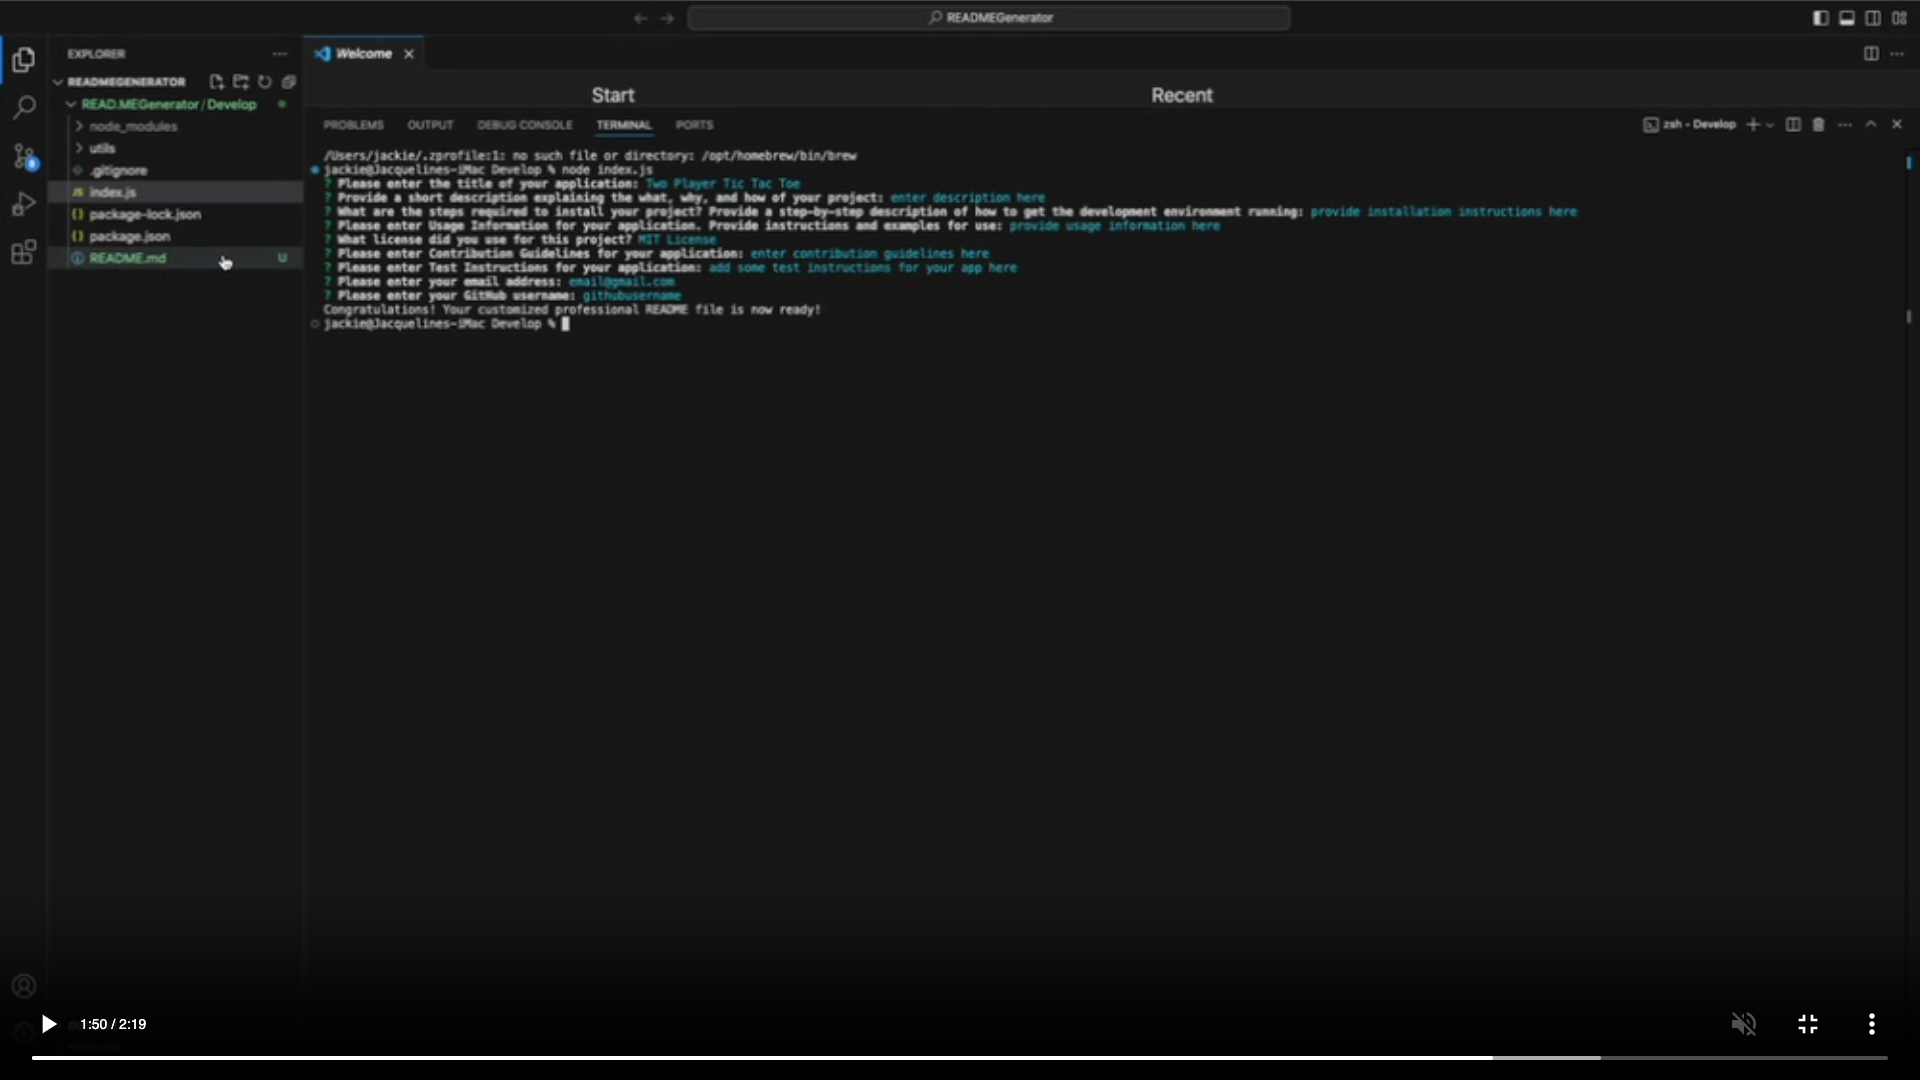 READMEGenerator
EXPLORER
Welcome
READMEGENERATOR
READ.MEGenerator / Develop
node_modules
utils
.gitignore
JS index.js
{} package-lock.json
{} package.json
README.md U
8
Start Recent
PROBLEMS OUTPUT DEBUG CONSOLE TERMINAL PORTS
zsh - Develop
/Users/jackie/.zprofile:1: no such file or directory: /opt/homebrew/bin/brew
jackie@Jacquelines-iMac Develop % node index.js
? Please enter the title of your application: Two Player Tic Tac Toe
? Provide a short description explaining the what, why, and how of your project: enter description here
? What are the steps required to install your project? Provide a step-by-step description of how to get the development environment running: provide installation instructions here
? Please enter Usage Information for your application. Provide instructions and examples for use: provide usage information here
? What license did you use for this project? MIT License
? Please enter Contribution Guidelines for your application: enter contribution guidelines here
? Please enter Test Instructions for your application: add some test instructions for your app here
? Please enter your email address: email@gmail.com
? Please enter your GitHub username: githubusername
Congratulations! Your customized professional README file is now ready!
jackie@Jacquelines-iMac Develop %
1:50 / 2:19